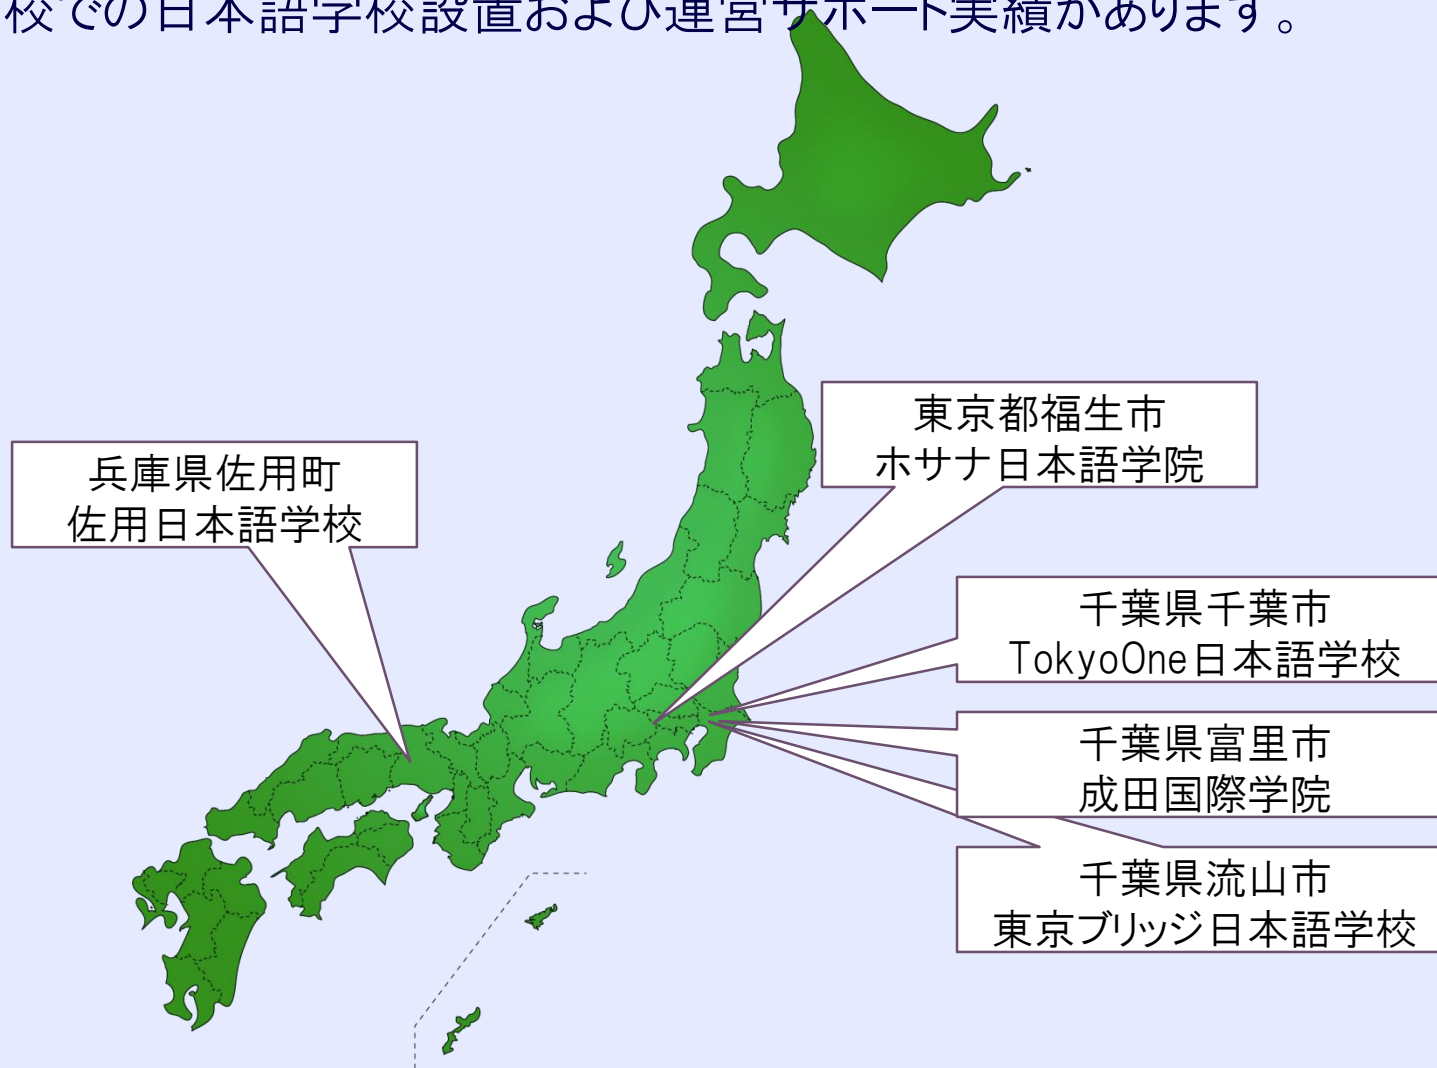 校での日本語学校設置および運営サポート実績があります。
東京都福生市
ホサナ日本語学院
兵庫県佐用町
佐用日本語学校
千葉県千葉市
TokyoOne日本語学校
千葉県富里市
成田国際学院
千葉県流山市
東京ブリッジ日本語学校